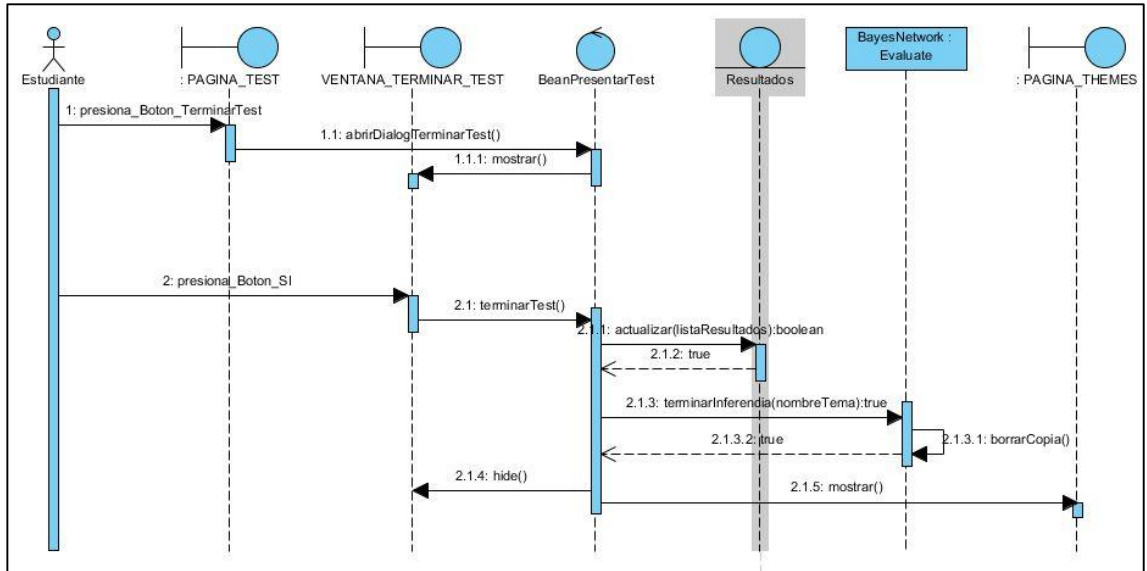 Estudiante
: PAGINA_TEST
VENTANA_TERMINAR_TEST
BeanPresentarTest
Resultados
BayesNetwork :
Evaluate
: PAGINA_THEMES
1: presiona_Boton_TerminarTest
1.1: abrirDialogTerminarTest()
1.1.1: mostrar()
2: presiona_Boton_SI
2.1: terminarTest()
2.1.1: actualizar(listaResultados):boolean
2.1.2: true
2.1.3: terminarInferendia(nombreTema):true
2.1.3.1: borrarCopia()
2.1.3.2: true
2.1.4: hide()
2.1.5: mostrar()